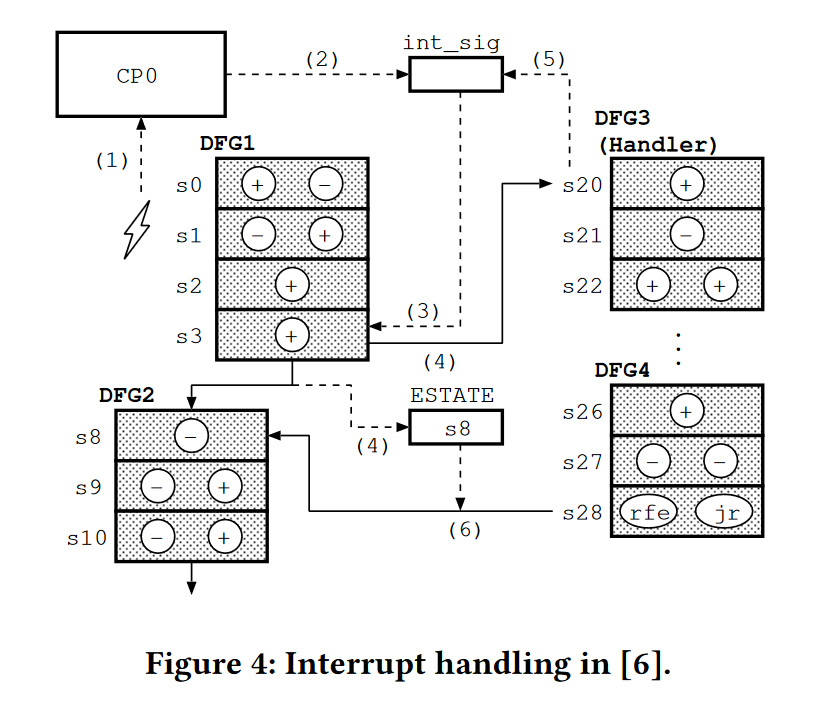 int_sig
CP0
(2)
(5)
DFG3
(Handler)
(1)
DFG1
s0 + −
s20 +
s1 − +
s21 −
s2 +
s22 + +
s3 +
(3)
(4)
DFG4
DFG2
ESTATE
s26 +
s8 −
(4)
s8
s27 − −
s9 − +
s28 rfe jr
(6)
s10 − +
Figure 4: Interrupt handling in [6].